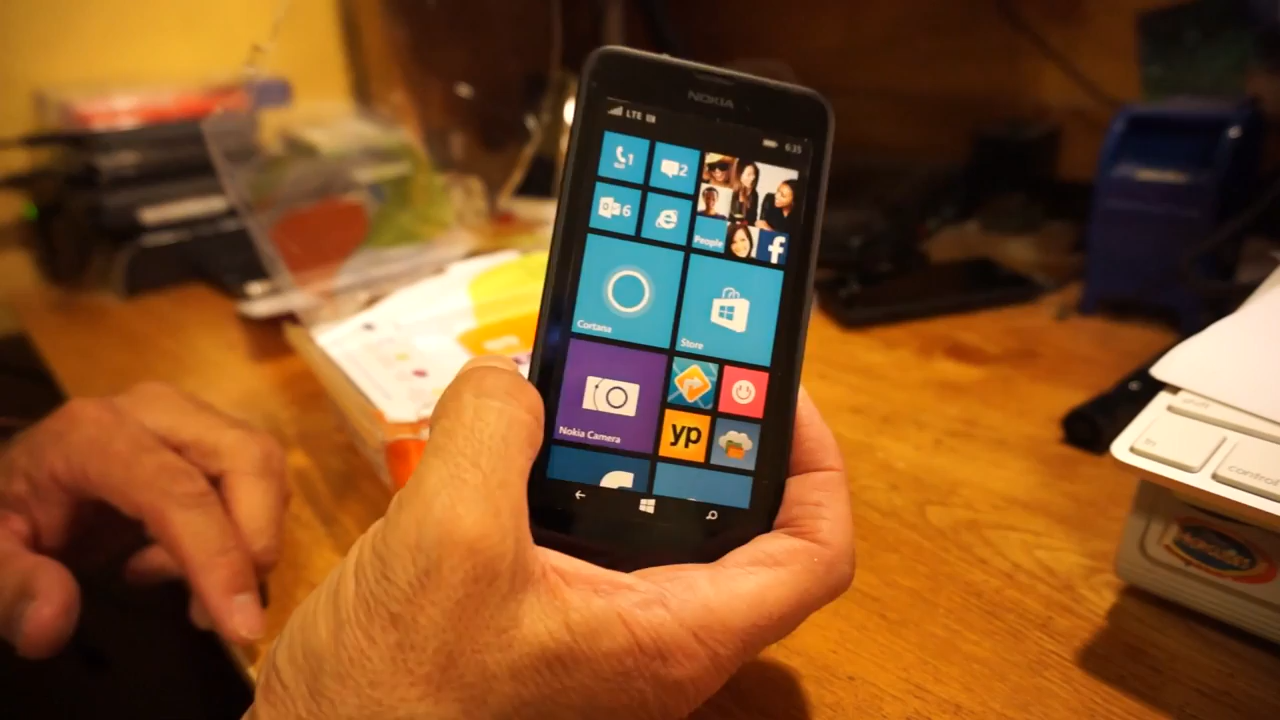 NOKIA
LTE
6:35
1
2
6
People
f
Cortana
Store
Nokia Camera
yp
shift
fn
control